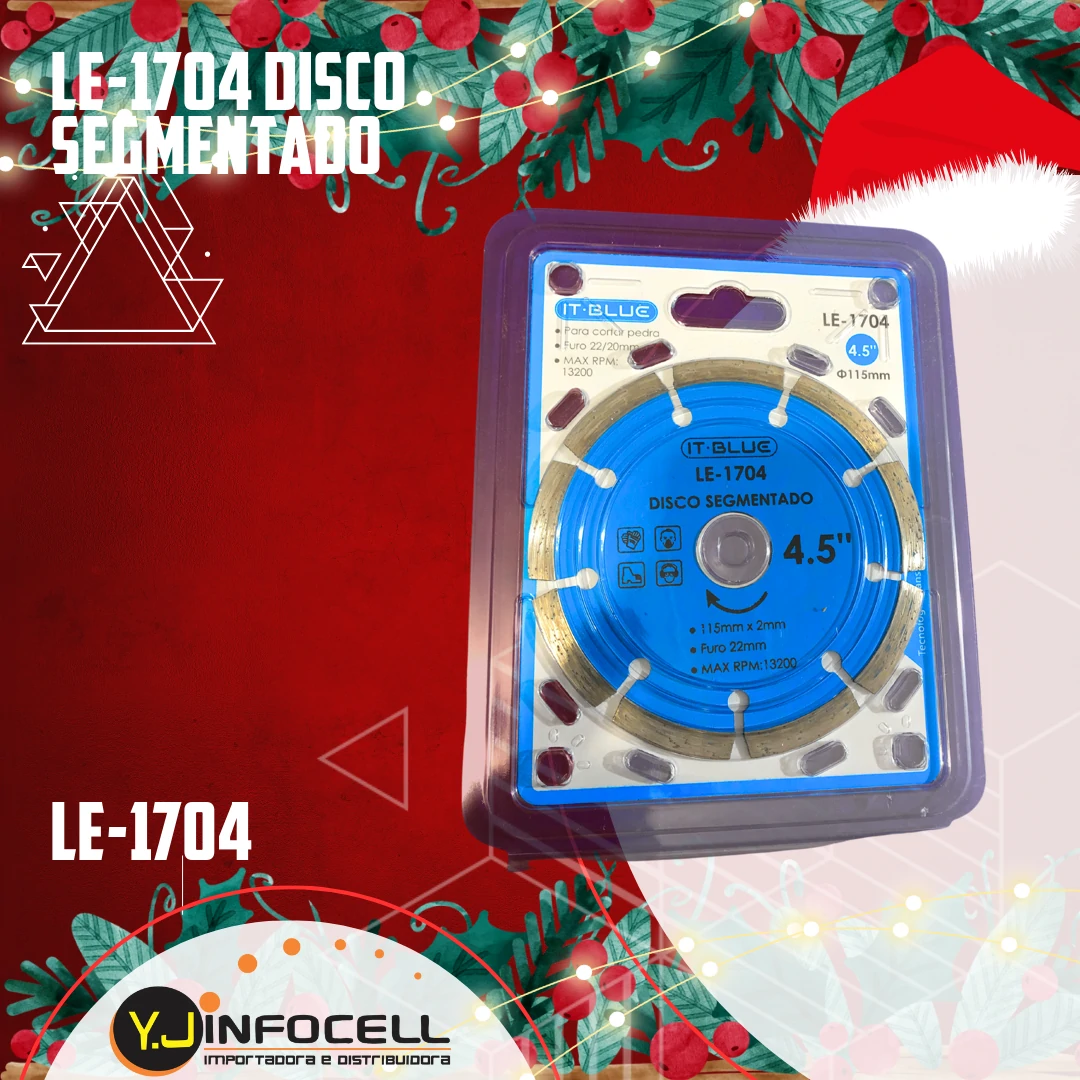 LE-1704 DISCO
SEGMENTADO
IT·BLUE
• Para cortar pedra
• Furo 22/20mm
• MAX RPM:
13200
LE-1704
4.5"
Φ115mm
IT·BLUE
LE-1704
DISCO SEGMENTADO
4.5"
• 115mm x 2mm
• Furo 22mm
• MAX RPM:13200
LE-1704
Y.J INFOCELL
IMPORTADORA E DISTRIBUIDORA